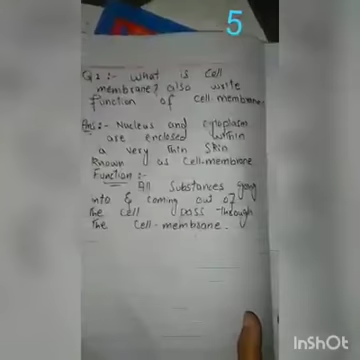 5
Q2:- What is cell
membrane? also write
function of cell-membrane.
Ans:- Nucleus and cytoplasm
are enclosed within
a very thin skin
known as cell-membrane
Function:-
All substances going
into & coming out of
the cell pass through
the cell-membrane.
InShOt